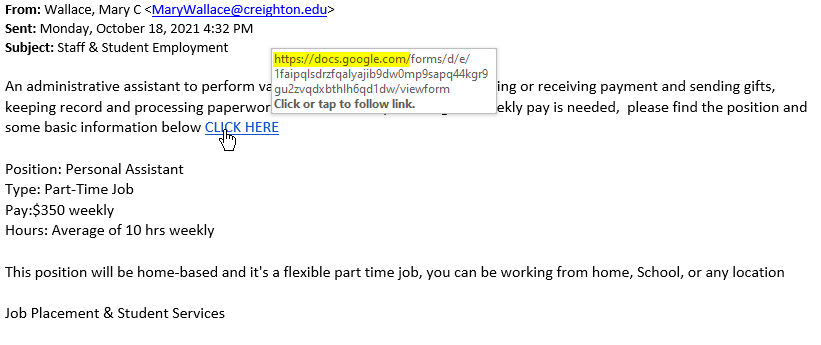 From: Wallace, Mary C <MaryWallace@creighton.edu>
Sent: Monday, October 18, 2021 4:32 PM
Subject: Staff & Student Employment
https://docs.google.com/forms/d/e/
1faipqlsdrzfqalyajib9dw0mp9sapq44kgr9
gu2zvqdxbthlh6qd1dw/viewform
Click or tap to follow link.
An administrative assistant to perform va ing or receiving payment and sending gifts,
keeping record and processing paperwor eekly pay is needed, please find the position and
some basic information below CLICK HERE
Position: Personal Assistant
Type: Part-Time Job
Pay:$350 weekly
Hours: Average of 10 hrs weekly
This position will be home-based and it's a flexible part time job, you can be working from home, School, or any location
Job Placement & Student Services